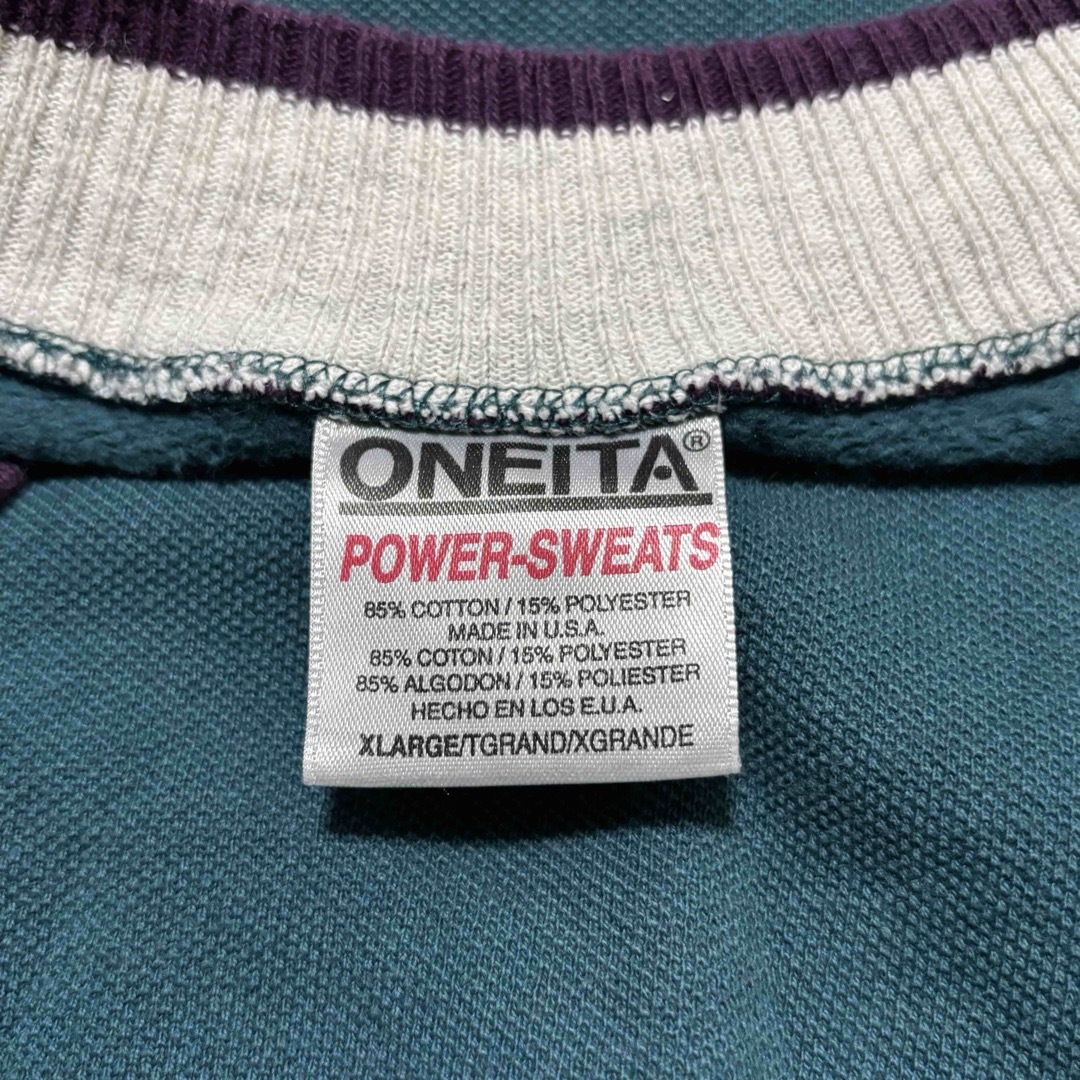 ONEITA®
POWER-SWEATS
85% COTTON / 15% POLYESTER
MADE IN U.S.A.
85% COTON / 15% POLYESTER
85% ALGODON / 15% POLIESTER
HECHO EN LOS E.U.A.
XLARGE/TGRAND/XGRANDE